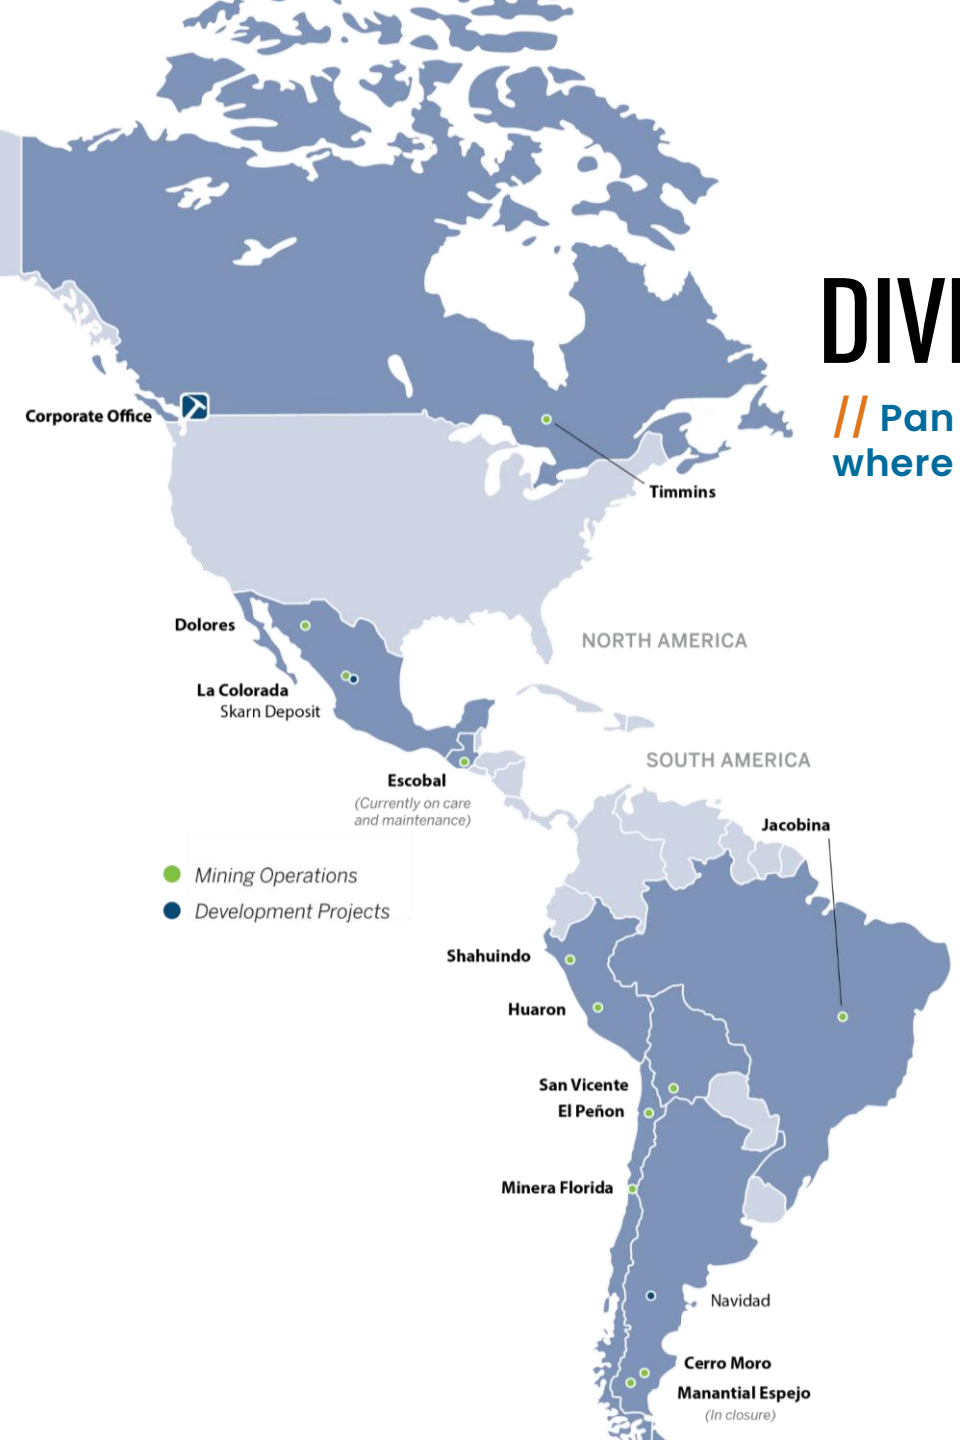 DIVE
// Pan
where
Corporate Office
Timmins
Dolores
NORTH AMERICA
La Colorada
Skarn Deposit
SOUTH AMERICA
Escobal
(Currently on care
and maintenance)
Jacobina
Mining Operations
Development Projects
Shahuindo
Huaron
San Vicente
El Peñon
Minera Florida
Navidad
Cerro Moro
Manantial Espejo
(In closure)